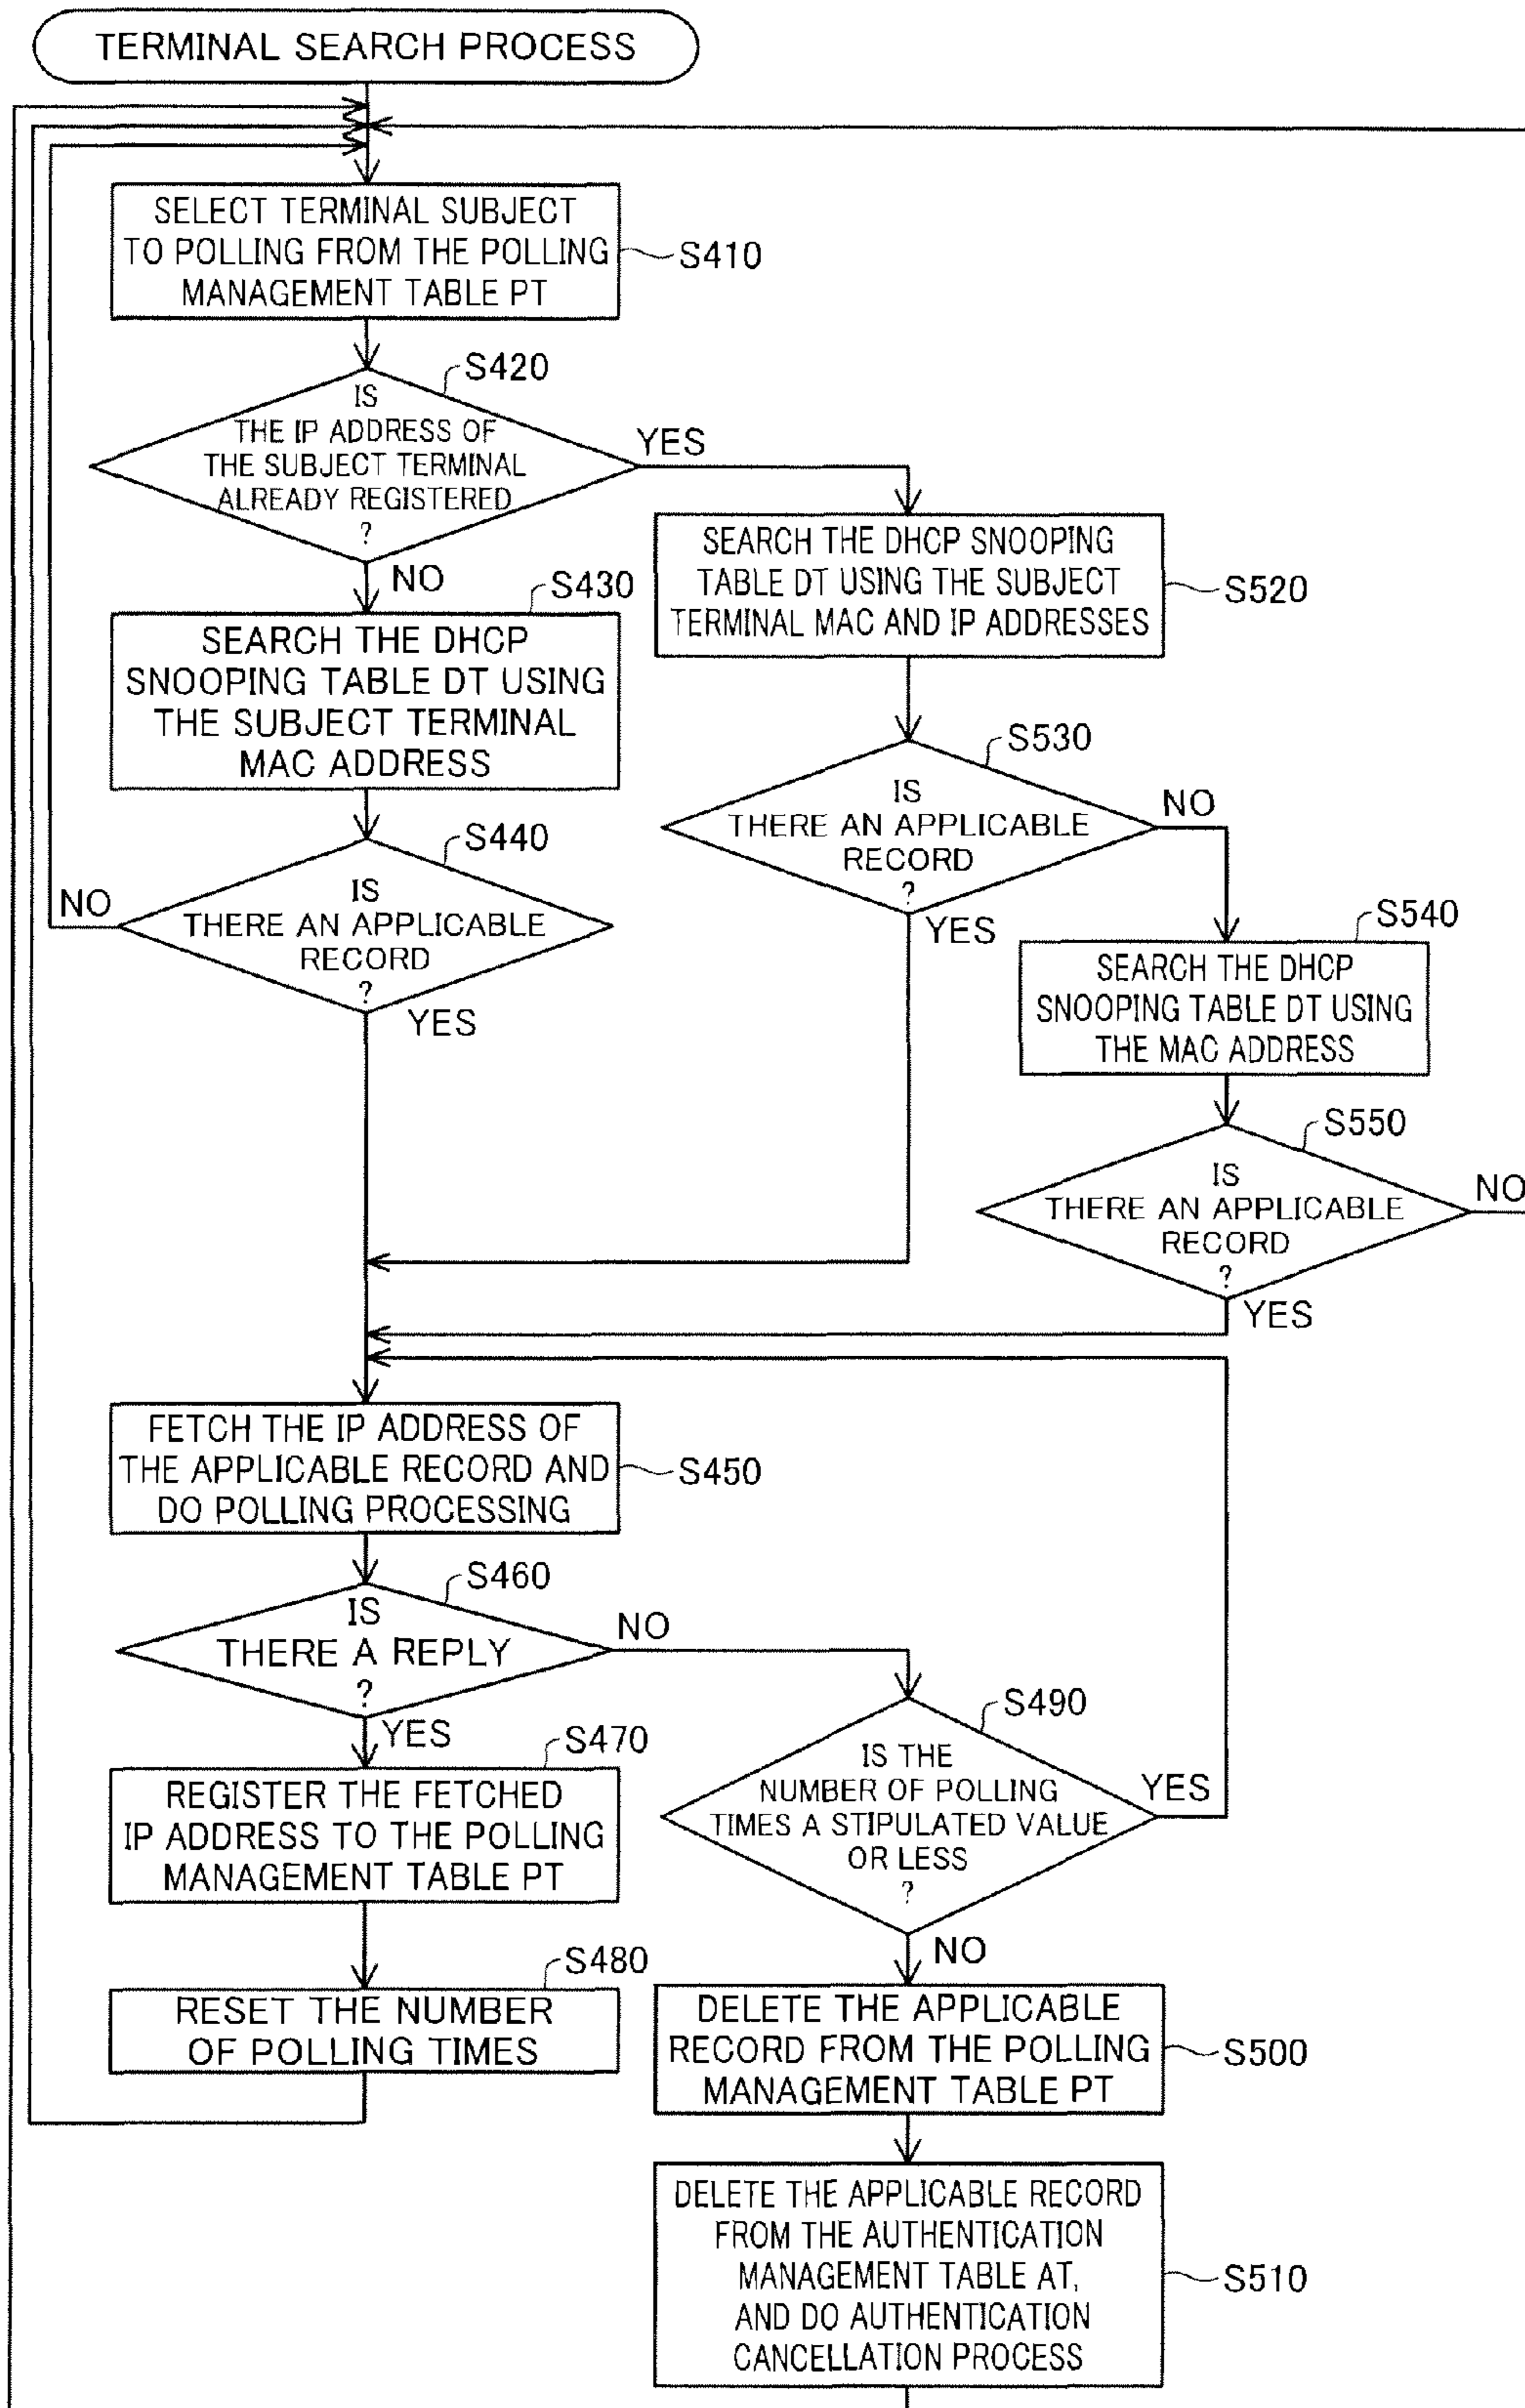 TERMINAL SEARCH PROCESS
SELECT TERMINAL SUBJECT
TO POLLING FROM THE POLLING
MANAGEMENT TABLE PT
S410
S420
IS
THE IP ADDRESS OF
THE SUBJECT TERMINAL
ALREADY REGISTERED
?
YES
NO
S430
SEARCH THE DHCP
SNOOPING TABLE DT USING
THE SUBJECT TERMINAL
MAC ADDRESS
SEARCH THE DHCP SNOOPING
TABLE DT USING THE SUBJECT
TERMINAL MAC AND IP ADDRESSES
S520
S530
IS
THERE AN APPLICABLE
RECORD
?
NO
YES
S440
IS
THERE AN APPLICABLE
RECORD
?
NO
YES
S540
SEARCH THE DHCP
SNOOPING TABLE DT USING
THE MAC ADDRESS
S550
IS
THERE AN APPLICABLE
RECORD
?
NO
YES
FETCH THE IP ADDRESS OF
THE APPLICABLE RECORD AND
DO POLLING PROCESSING
S450
S460
IS
THERE A REPLY
?
NO
YES
S470
REGISTER THE FETCHED
IP ADDRESS TO THE POLLING
MANAGEMENT TABLE PT
S480
RESET THE NUMBER
OF POLLING TIMES
S490
IS THE
NUMBER OF POLLING
TIMES A STIPULATED VALUE
OR LESS
?
YES
NO
DELETE THE APPLICABLE
RECORD FROM THE POLLING
MANAGEMENT TABLE PT
S500
DELETE THE APPLICABLE RECORD
FROM THE AUTHENTICATION
MANAGEMENT TABLE AT,
AND DO AUTHENTICATION
CANCELLATION PROCESS
S510